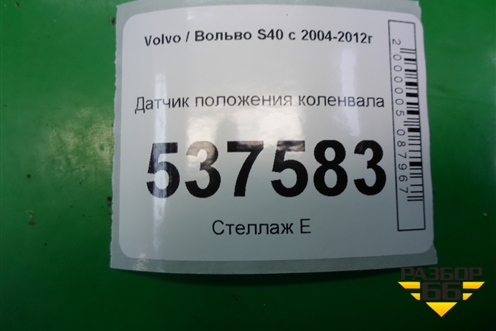 Volvo / Вольво S40 с 2004-2012г
Датчик положения коленвала
537583
Стеллаж Е
2000005087967
РАЗБОР
66